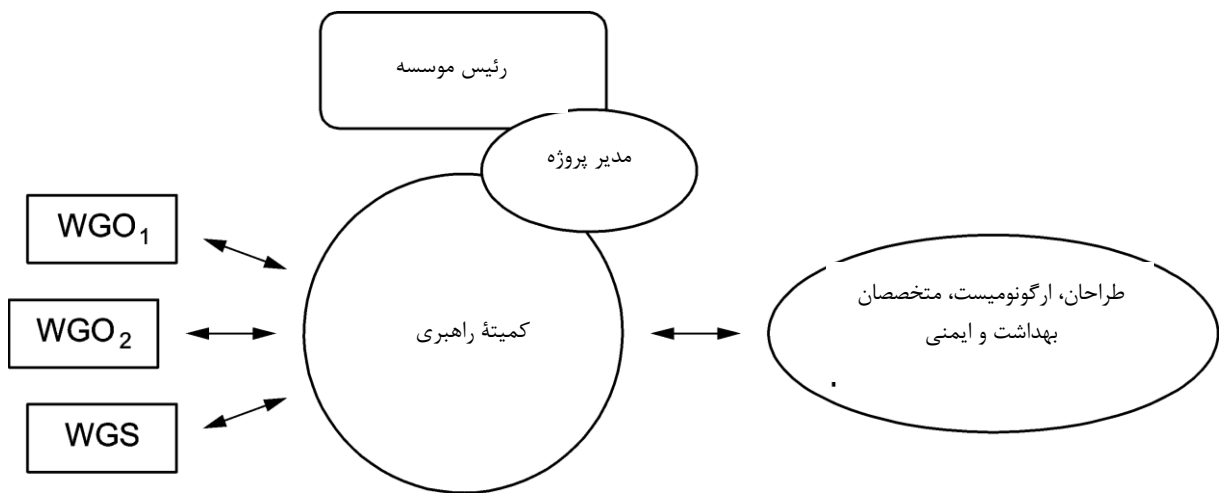 رئیس موسسه
مدیر پروژه
WGO₁
WGO₂
WGS
کمیتهٔ راهبری
طراحان، ارگونومیست، متخصصان
بهداشت و ایمنی
.